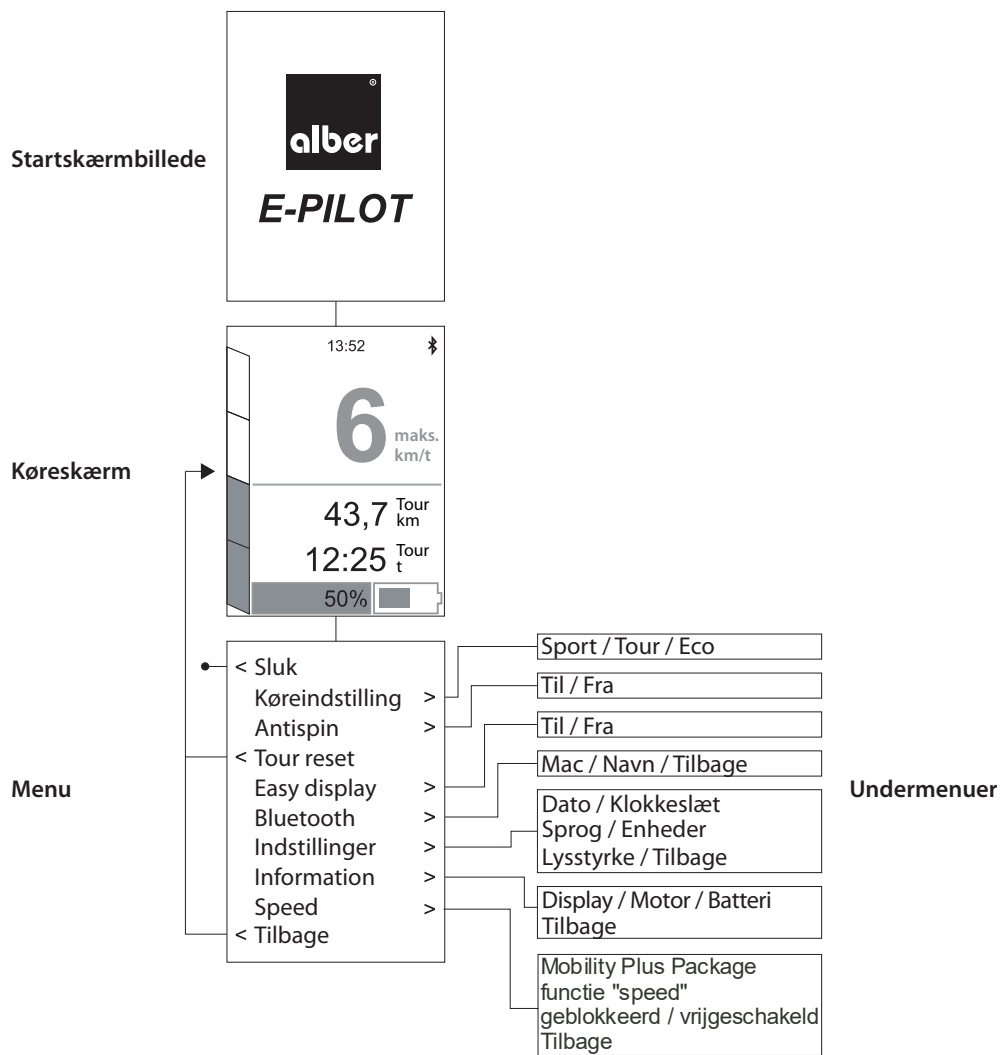 Startskærmbillede
alber
E-PILOT
Køreskærm
13:52
6
maks.
km/t
43,7 Tour
km
12:25 Tour
t
50%
Menu
< Sluk
Køreindstilling >
Antispin >
< Tour reset
Easy display >
Bluetooth >
Indstillinger >
Information >
Speed >
< Tilbage
Undermenuer
Sport / Tour / Eco
Til / Fra
Til / Fra
Mac / Navn / Tilbage
Dato / Klokkeslæt
Sprog / Enheder
Lysstyrke / Tilbage
Display / Motor / Batteri
Tilbage
Mobility Plus Package
functie "speed"
geblokkeerd / vrijgeschakeld
Tilbage